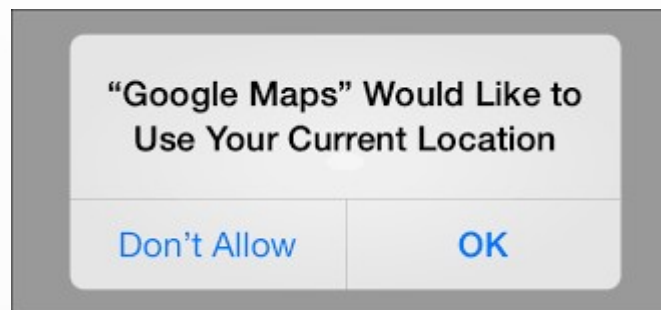 “Google Maps” Would Like to
Use Your Current Location
Don’t Allow
OK